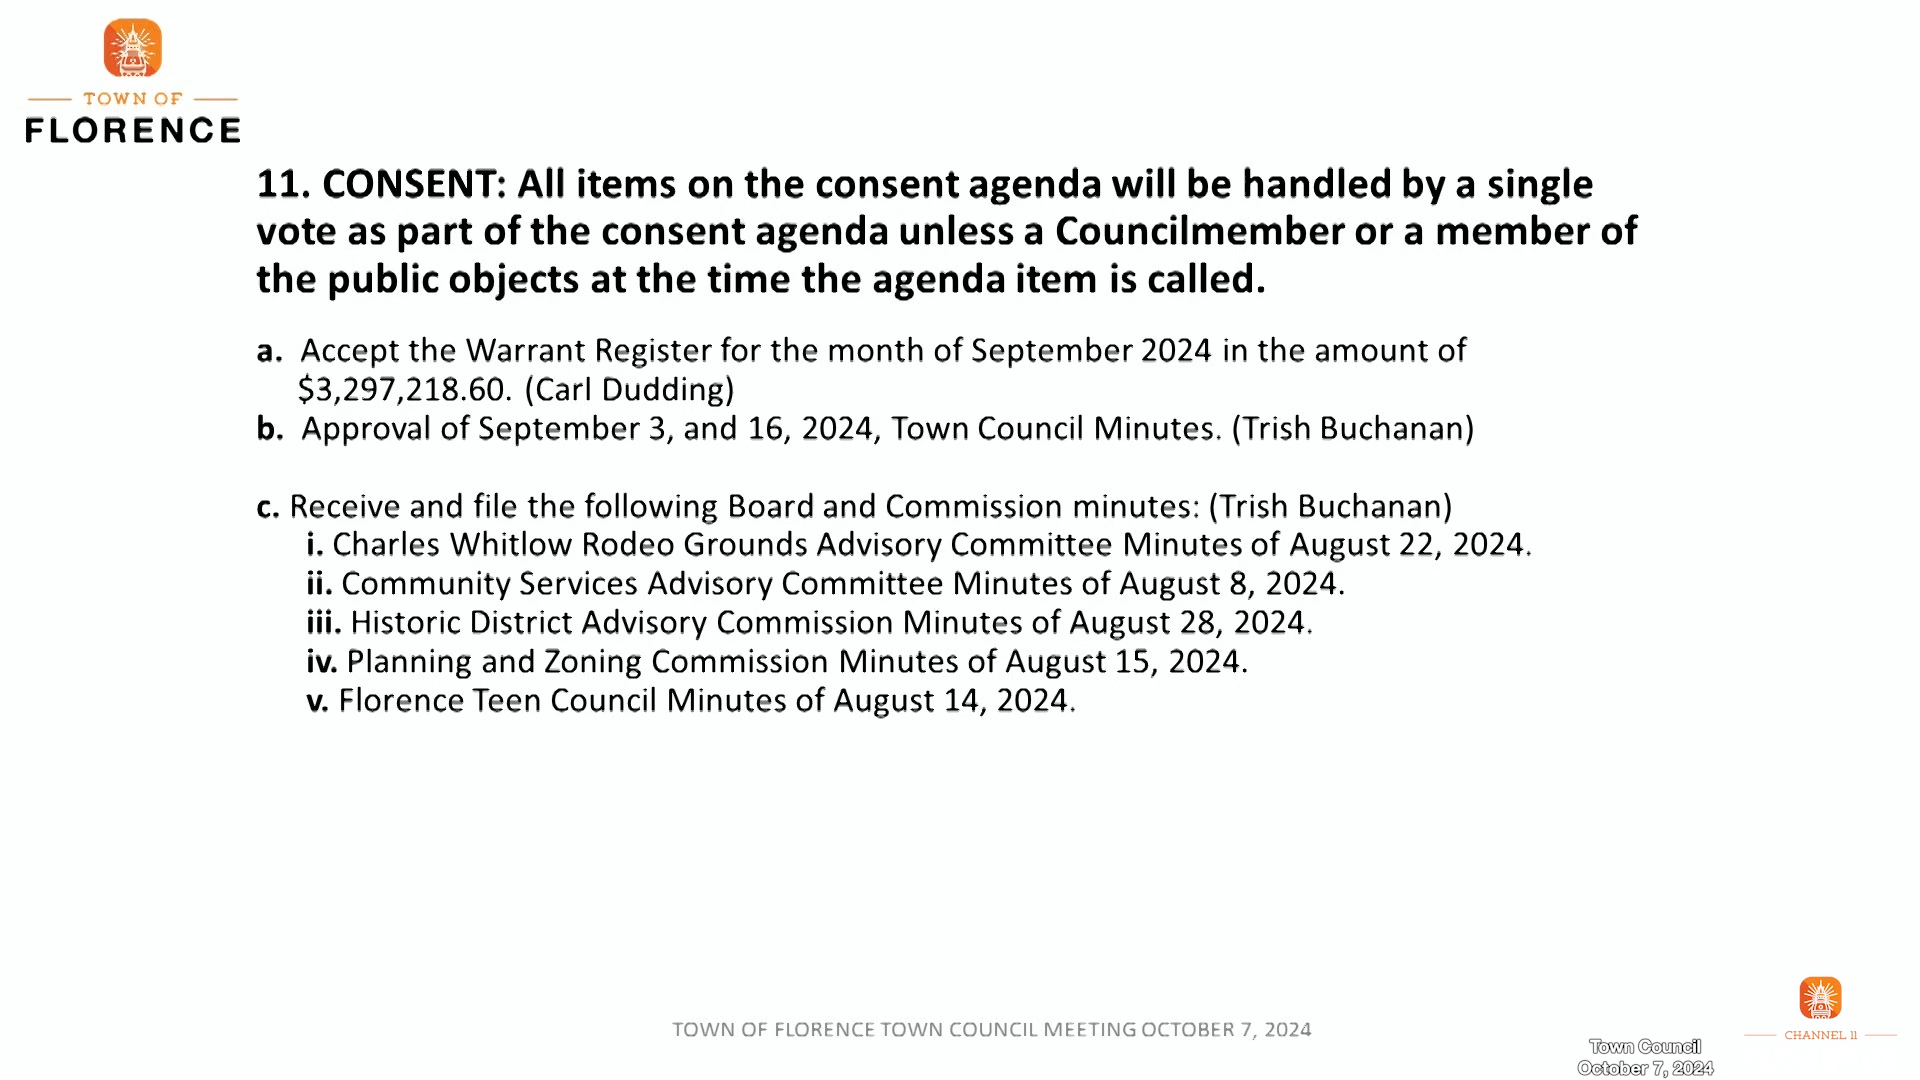 TOWN OF
FLORENCE
11. CONSENT: All items on the consent agenda will be handled by a single
vote as part of the consent agenda unless a Councilmember or a member of
the public objects at the time the agenda item is called.
a. Accept the Warrant Register for the month of September 2024 in the amount of
$3,297,218.60. (Carl Dudding)
b. Approval of September 3, and 16, 2024, Town Council Minutes. (Trish Buchanan)
c. Receive and file the following Board and Commission minutes: (Trish Buchanan)
i. Charles Whitlow Rodeo Grounds Advisory Committee Minutes of August 22, 2024.
ii. Community Services Advisory Committee Minutes of August 8, 2024.
iii. Historic District Advisory Commission Minutes of August 28, 2024.
iv. Planning and Zoning Commission Minutes of August 15, 2024.
v. Florence Teen Council Minutes of August 14, 2024.
TOWN OF FLORENCE TOWN COUNCIL MEETING OCTOBER 7, 2024
CHANNEL 11
Town Council
October 7, 2024